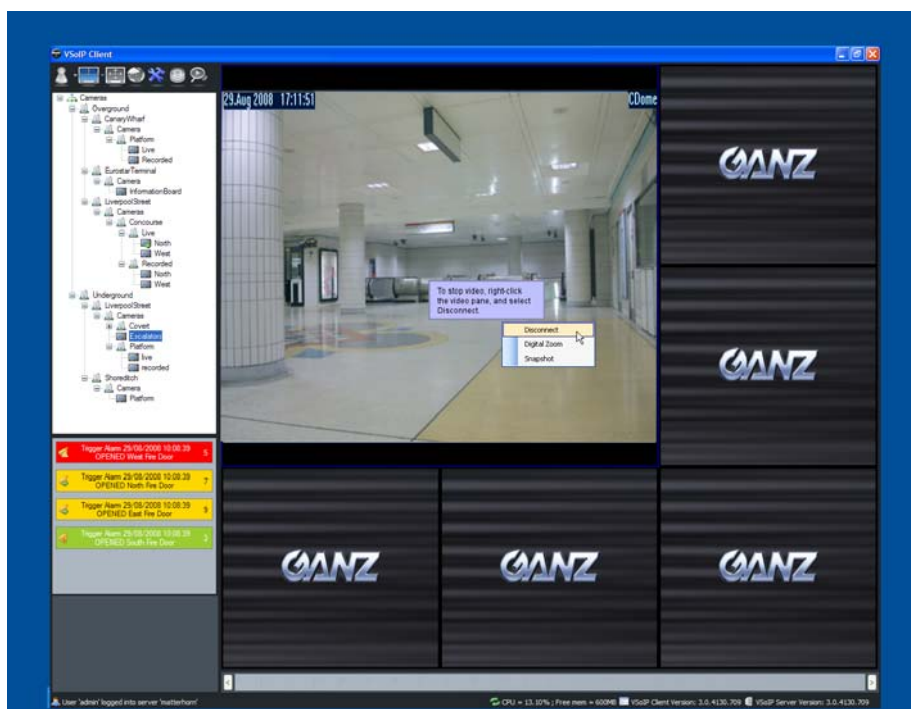 VSoIP Client
Cameras
Overground
CanaryWharf
Camera
Platform
Live
Recorded
EurostarTerminal
Camera
InformationBoard
LiverpoolStreet
Cameras
Concourse
Live
North
West
Recorded
North
West
Underground
LiverpoolStreet
Cameras
Covert
Escalators
Platform
live
recorded
Shoreditch
Camera
Platform
Trigger Alarm 29/08/2008 10:08:39
OPENED West Fire Door
5
Trigger Alarm 29/08/2008 10:08:39
OPENED North Fire Door
7
Trigger Alarm 29/08/2008 10:08:39
OPENED East Fire Door
9
Trigger Alarm 29/08/2008 10:08:39
OPENED South Fire Door
3
29.Aug 2008 17:11:51
CDome
To stop video, right-click
the video pane, and select
Disconnect.
Disconnect
Digital Zoom
Snapshot
GANZ
GANZ
GANZ
GANZ
GANZ
User 'admin' logged into server 'matterhorn'
CPU = 13.10% ; Free mem = 600MB
VSoIP Client Version: 3.0.4130.709
VSoIP Server Version: 3.0.4130.709